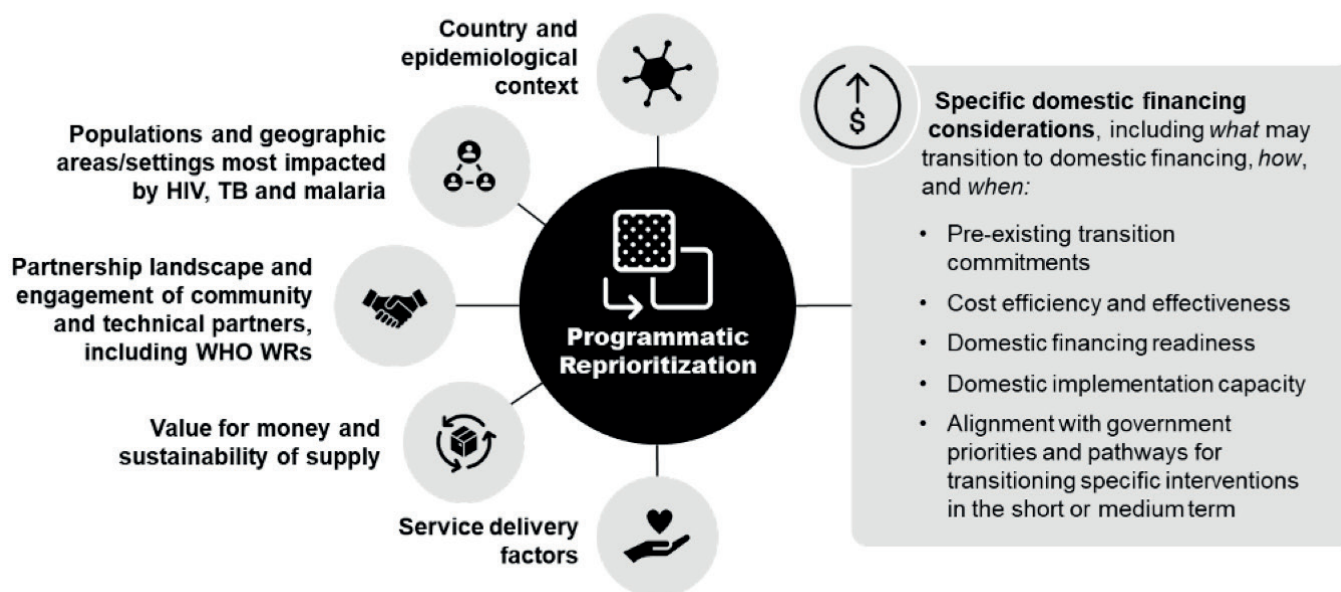 Country and
epidemiological
context
Populations and geographic
areas/settings most impacted
by HIV, TB and malaria
Partnership landscape and
engagement of community
and technical partners,
including WHO WRs
Value for money and
sustainability of supply
Service delivery
factors
Programmatic
Reprioritization
$
Specific domestic financing
considerations, including what may
transition to domestic financing, how,
and when:
• Pre-existing transition
commitments
• Cost efficiency and effectiveness
• Domestic financing readiness
• Domestic implementation capacity
• Alignment with government
priorities and pathways for
transitioning specific interventions
in the short or medium term